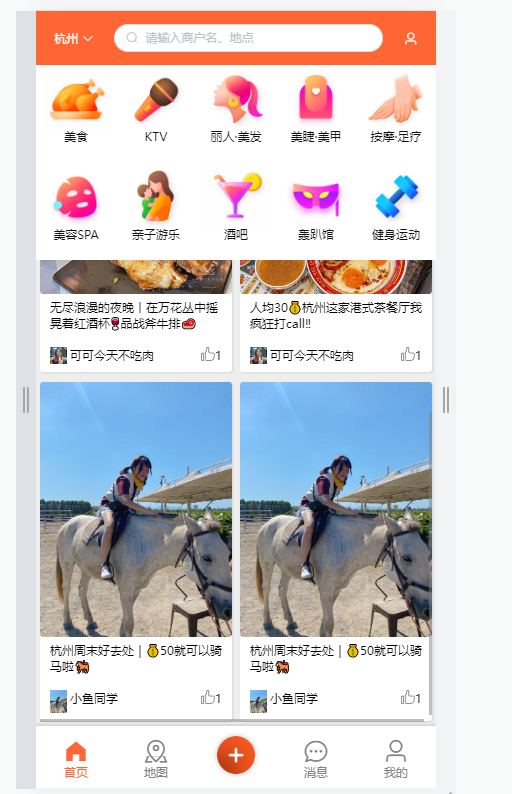 杭州
请输入商户名、地点
美食 KTV 丽人·美发 美睫·美甲 按摩·足疗
美容SPA 亲子游乐 酒吧 轰趴馆 健身运动
无尽浪漫的夜晚丨在万花丛中摇
晃着红酒杯🍷品战斧牛排🥩
可可今天不吃肉 1
人均30💰杭州这家港式茶餐厅我
疯狂打call‼
可可今天不吃肉 1
杭州周末好去处丨💰50就可以骑
马啦🐎
小鱼同学 1
杭州周末好去处丨💰50就可以骑
马啦🐎
小鱼同学 1
首页 地图 消息 我的